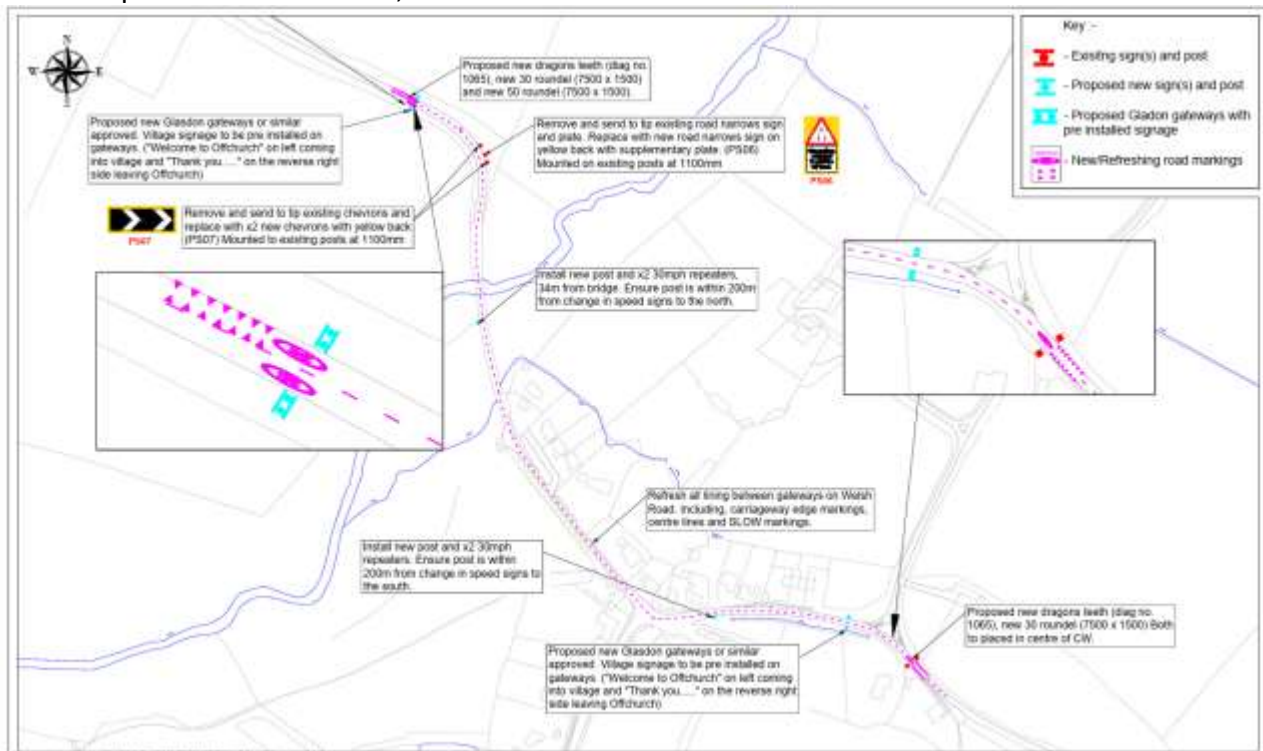 N
W
E
Proposed new dragons teeth (diag no.
1065), new 30 roundel (7500 x 1500)
and new 50 roundel (7500 x 1500).
Proposed new Glasdon gateways or similar
approved. Village signage to be pre installed on
gateways. ("Welcome to Offchurch" on left coming
into village and "Thank you....." on the reverse right
side leaving Offchurch)
Remove and send to tip existing road narrows sign
and plate. Replace with new road narrows sign on
yellow back with supplementary plate. (PS06)
Mounted on existing posts at 1100mm
PS06
PS07
Remove and send to tip existing chevrons and
replace with x2 new chevrons with yellow back
(PS07) Mounted to existing posts at 1100mm
Install new post and x2 30mph repeaters,
34m from bridge. Ensure post is within 200m
from change in speed signs to the north.
Refresh all lining between gateways on Welsh
Road. Including, carriageway edge markings,
centre lines and SLOW markings.
Install new post and x2 30mph
repeaters. Ensure post is within
200m from change in speed signs to
the south.
Proposed new Glasdon gateways or similar
approved. Village signage to be pre installed on
gateways. ("Welcome to Offchurch" on left coming
into village and "Thank you....." on the reverse right
side leaving Offchurch)
Proposed new dragons teeth (diag no.
1065), new 30 roundel (7500 x 1500) Both
to placed in centre of CW.
Key :-
- Exisitng sign(s) and post
- Proposed new sign(s) and post
- Proposed Gladon gateways with
pre installed signage
- New/Refreshing road markings